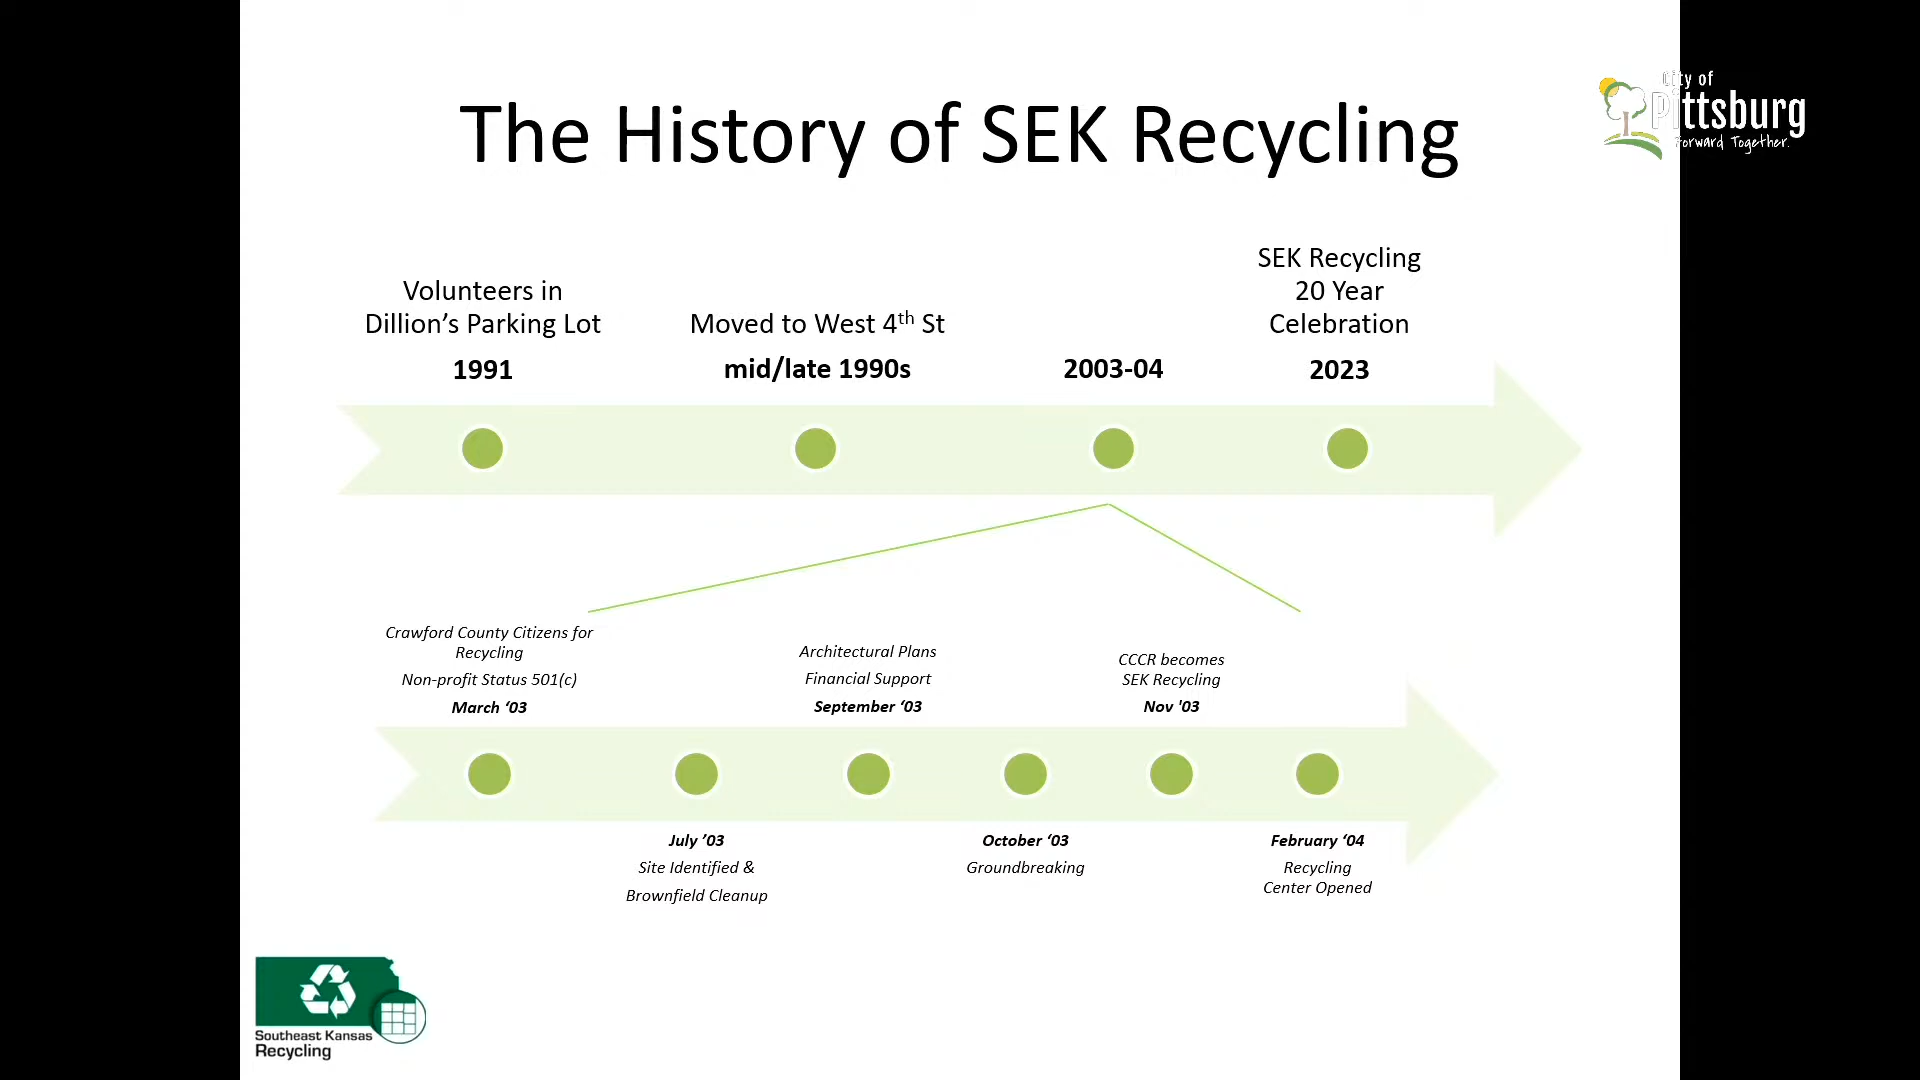 The History of SEK Recycling
City of
Pittsburg
Forward Together.
Volunteers in
Dillion’s Parking Lot
1991
Moved to West 4th St
mid/late 1990s
2003-04
SEK Recycling
20 Year
Celebration
2023
Crawford County Citizens for
Recycling
Non-profit Status 501(c)
March ‘03
July ’03
Site Identified &
Brownfield Cleanup
Architectural Plans
Financial Support
September ‘03
October ‘03
Groundbreaking
CCCR becomes
SEK Recycling
Nov '03
February ‘04
Recycling
Center Opened
Southeast Kansas
Recycling